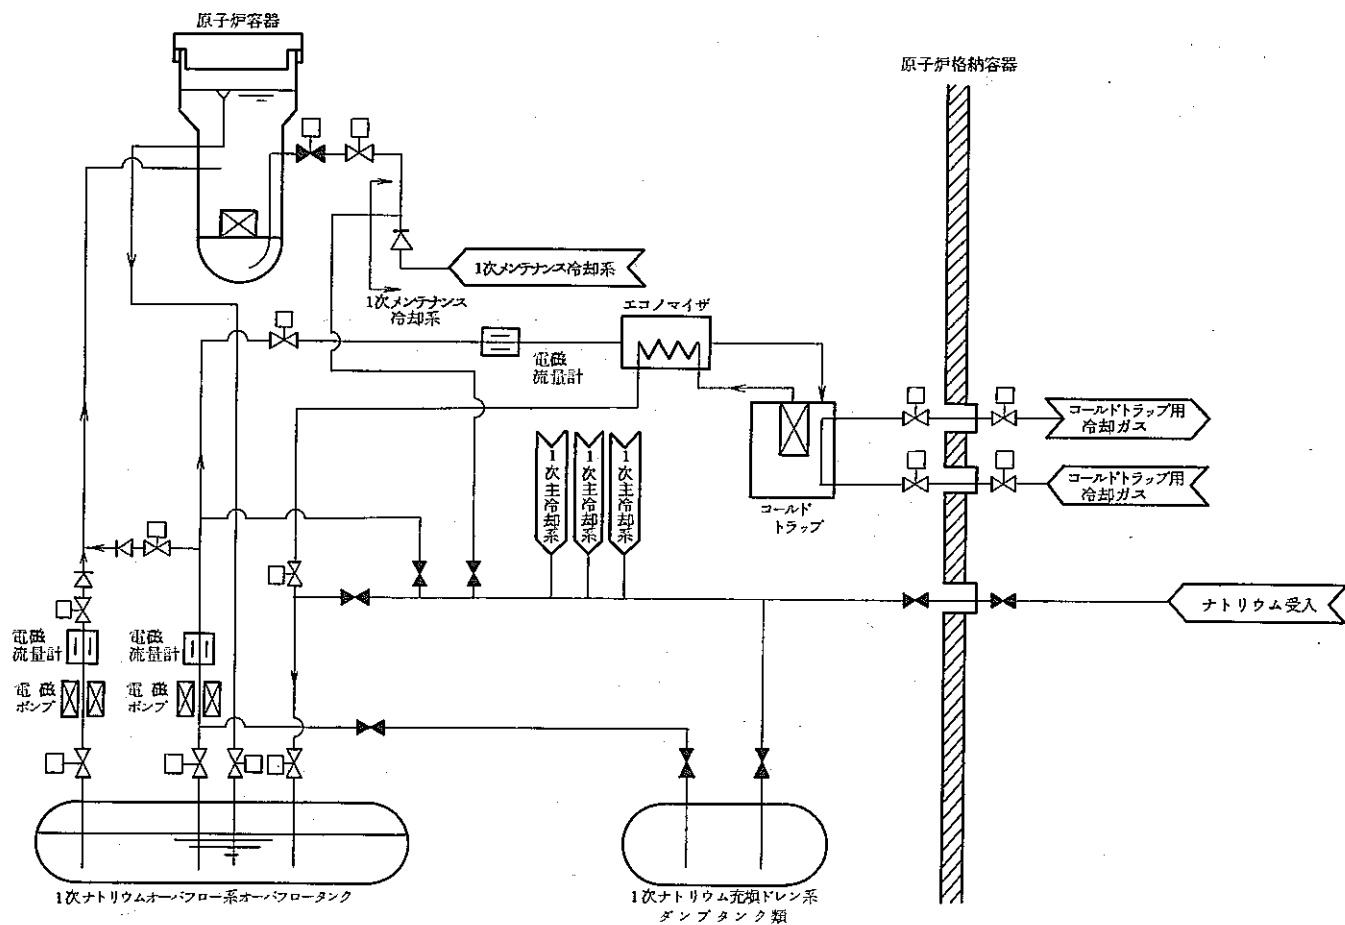 原子炉容器
原子炉格納容器
1次メンテナンス冷却系
1次メンテナンス
冷却系
エコノマイザ
電磁
流量計
コールドトラップ用
冷却ガス
コールドトラップ用
冷却ガス
1次主冷却系
1次主冷却系
1次主冷却系
コールド
トラップ
ナトリウム受入
電磁
流量計
電磁
流量計
電磁
ポンプ
電磁
ポンプ
1次ナトリウムオーバフロー系オーバフロータンク
1次ナトリウム充塡ドレン系
ダンプタンク類